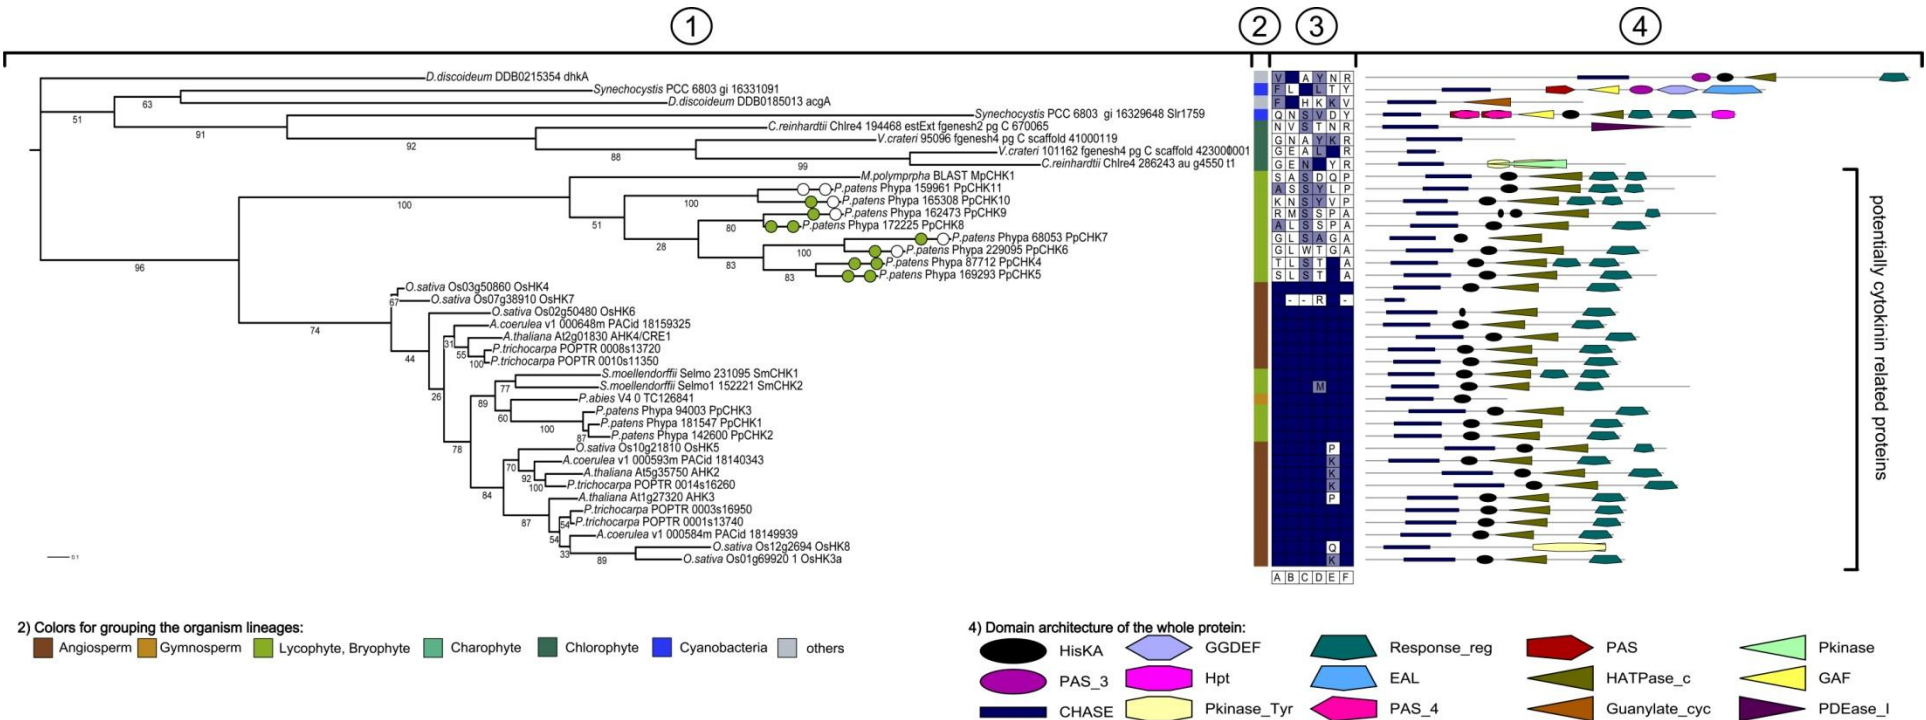 1 2 3 4
D.discoideum DDB0215354 dhkA
V A Y N R
Synechocystis PCC 6803 gi 16331091
F L L T Y
63
D.discoideum DDB0185013 acgA
F H K K V
51
Synechocystis PCC 6803 gi 16329648 Slr1759
Q N S V D Y
91
C.reinhardtii Chlre4 194468 estExt fgenesh2 pg C 670065
N V S T N R
92
V.crateri 95096 fgenesh4 pg C scaffold 41000119
G N A Y K R
88
V.crateri 101162 fgenesh4 pg C scaffold 423000001
G E A L R
99
C.reinhardtii Chlre4 286243 au g4550 t1
G E N Y R
M.polymprpha BLAST MpCHK1
S A S D Q P
P.patens Phypa 159961 PpCHK11
A S S Y L P
100
100
P.patens Phypa 165308 PpCHK10
K N S Y V P
51
P.patens Phypa 162473 PpCHK9
R M S S P A
80
P.patens Phypa 172225 PpCHK8
A L S S P A
28
P.patens Phypa 68053 PpCHK7
G L S A G A
100
P.patens Phypa 229095 PpCHK6
G L W T G A
83
P.patens Phypa 87712 PpCHK4
T L S T A
96
83
P.patens Phypa 169293 PpCHK5
S L S T A
O.sativa Os03g50860 OsHK4
67
O.sativa Os07g38910 OsHK7
- - R -
O.sativa Os02g50480 OsHK6
74
A.coerulea v1 000648m PACid 18159325
A.thaliana At2g01830 AHK4/CRE1
31
P.trichocarpa POPTR 0008s13720
44
55
P.trichocarpa POPTR 0010s11350
100
S.moellendorffii Selmo 231095 SmCHK1
77
S.moellendorffii Selmo1 152221 SmCHK2
M
26
89
P.abies V4 0 TC126841
P.patens Phypa 94003 PpCHK3
60
P.patens Phypa 181547 PpCHK1
100
P.patens Phypa 142600 PpCHK2
87
78
O.sativa Os10g21810 OsHK5
P
A.coerulea v1 000593m PACid 18140343
K
70
A.thaliana At5g35750 AHK2
K
92
P.trichocarpa POPTR 0014s16260
K
100
84
A.thaliana At1g27320 AHK3
P
P.trichocarpa POPTR 0003s16950
87
P.trichocarpa POPTR 0001s13740
54
A.coerulea v1 000584m PACid 18149939
54
O.sativa Os12g2694 OsHK8
Q
33
O.sativa Os01g69920 1 OsHK3a
K
89
0.1
A B C D E F
potentially cytokinin related proteins
2) Colors for grouping the organism lineages:
Angiosperm Gymnosperm Lycophyte, Bryophyte Charophyte Chlorophyte Cyanobacteria others
4) Domain architecture of the whole protein:
HisKA GGDEF Response_reg PAS Pkinase
PAS_3 Hpt EAL HATPase_c GAF
CHASE Pkinase_Tyr PAS_4 Guanylate_cyc PDEase_I